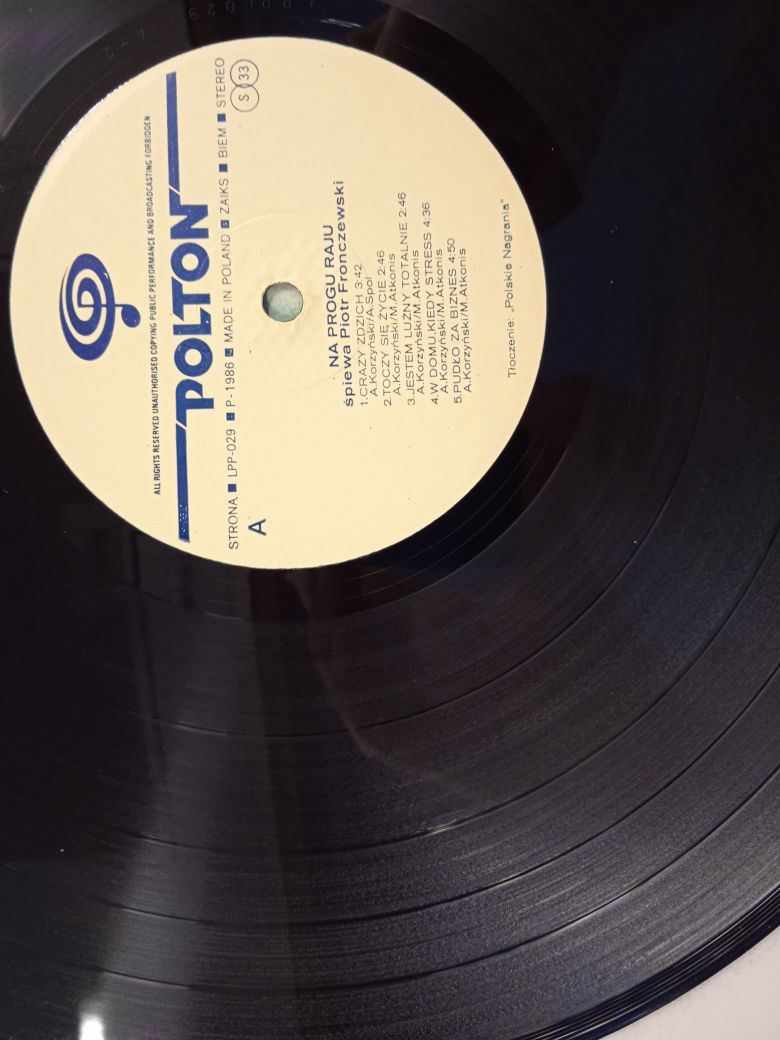 ALL RIGHTS RESERVED UNAUTHORISED COPYING PUBLIC PERFORMANCE AND BROADCASTING FORBIDDEN
POLTON
STRONA ■ LPP-029 ■ P-1986 ■ MADE IN POLAND ■ ZAIKS ■ BIEM ■ STEREO
A
S 33
NA PROGU RAJU
śpiewa Piotr Fronczewski
1.CRAZY ZDZICH 3:42
A.Korzyński/A.Spol
2.TOCZY SIĘ ŻYCIE 2:46
A.Korzyński/M.Atkonis
3.JESTEM LUŹNY TOTALNIE 2:46
A.Korzyński/M.Atkonis
4.W DOMU,KIEDY STRESS 4:36
A.Korzyński/M.Atkonis
5.PUDŁO ZA BIZNES 4:50
A.Korzyński/M.Atkonis
Tłoczenie: „Polskie Nagrania"